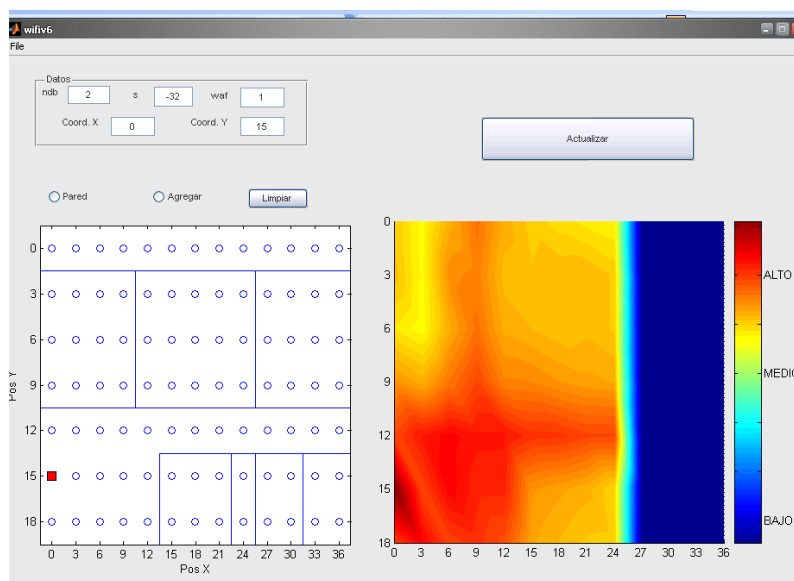 wifiv6
File
Datos
ndb 2 s -32 waf 1
Coord. X 0 Coord. Y 15
Actualizar
Pared Agregar Limpiar
0
3
6
9
12
15
18
0 3 6 9 12 15 18 21 24 27 30 33 36
Pos X
Pos Y
0
3
6
9
12
15
18
0 3 6 9 12 15 18 21 24 27 30 33 36
ALTO
MEDIO
BAJO